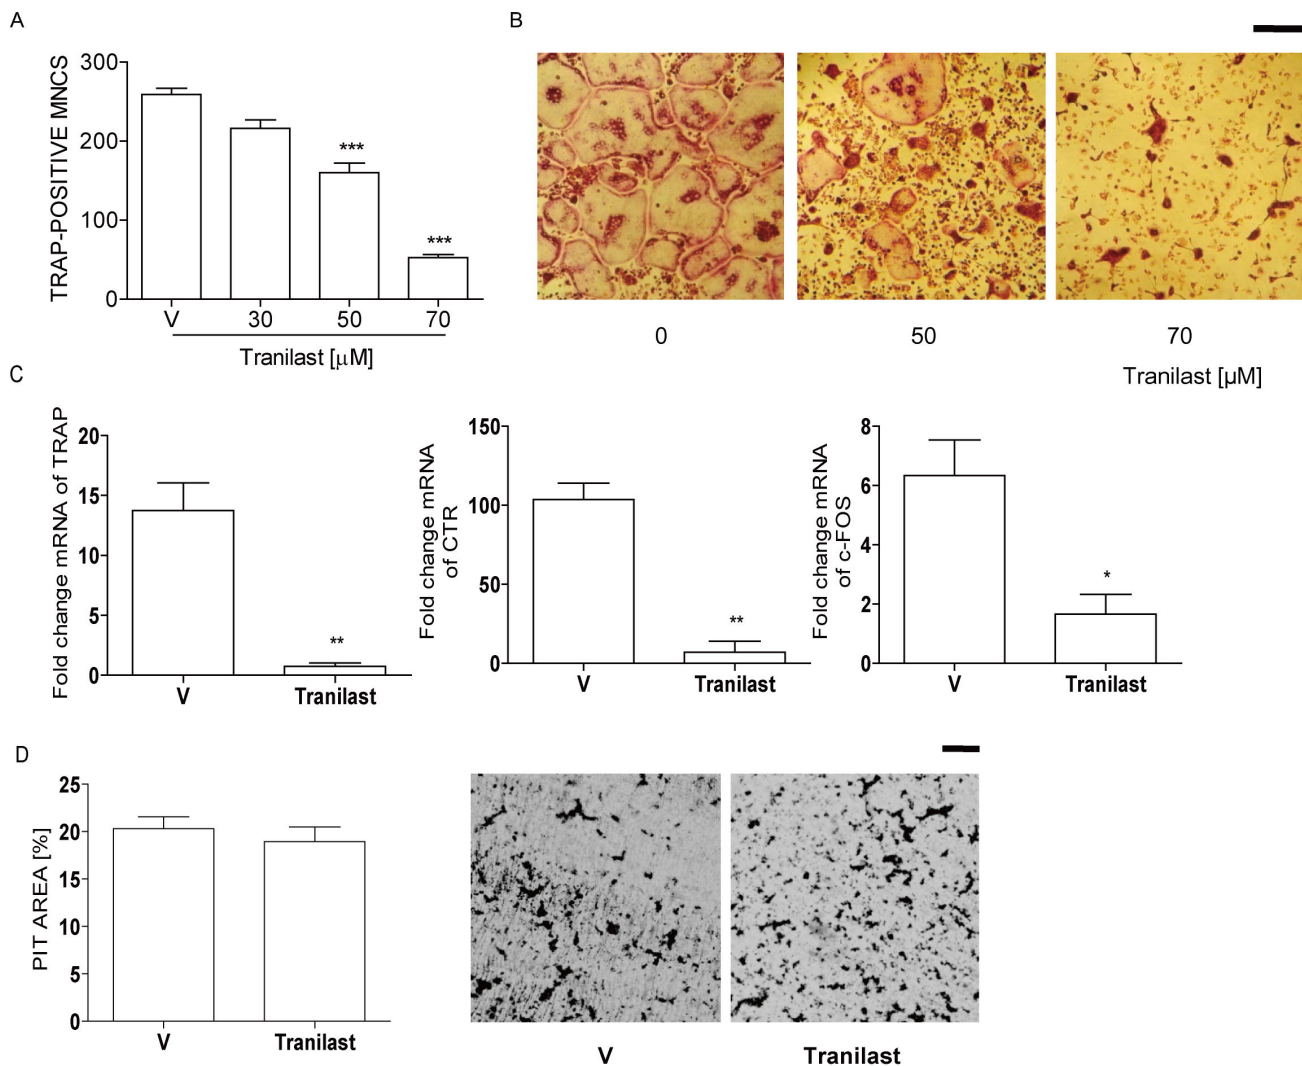 A
B
TRAP-POSITIVE MNCS
300
200
100
0
***
***
V 30 50 70
Tranilast [μM]
0 50 70
Tranilast [µM]
C
Fold change mRNA of TRAP
20
15
10
5
0
**
V Tranilast
Fold change mRNA
of CTR
150
100
50
0
**
V Tranilast
Fold change mRNA
of c-FOS
8
6
4
2
0
*
V Tranilast
D
PIT AREA [%]
25
20
15
10
5
0
V Tranilast
V Tranilast